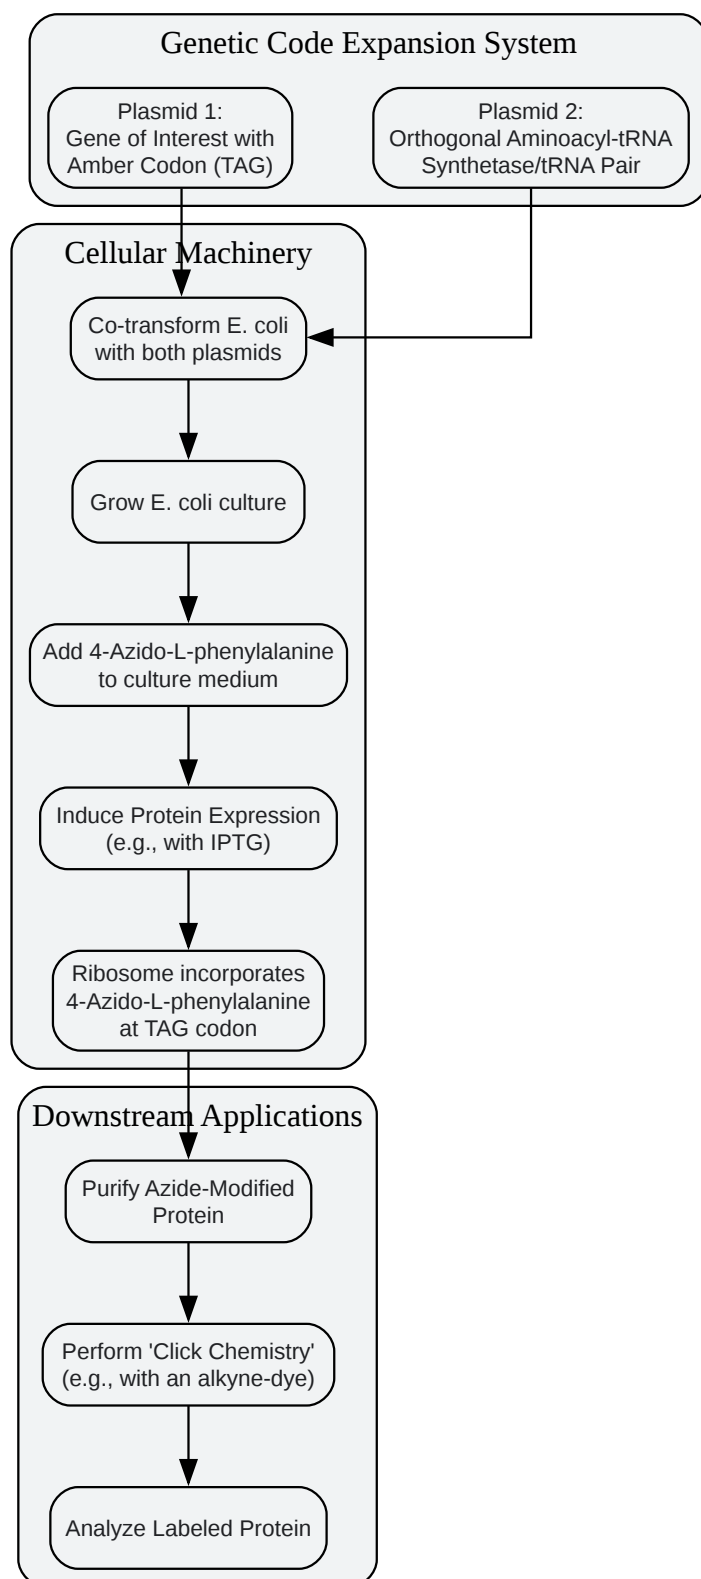 Genetic Code Expansion System
Plasmid 1:
Gene of Interest with
Amber Codon (TAG)
Plasmid 2:
Orthogonal Aminoacyl-tRNA
Synthetase/tRNA Pair
Cellular Machinery
Co-transform E. coli
with both plasmids
Grow E. coli culture
Add 4-Azido-L-phenylalanine
to culture medium
Induce Protein Expression
(e.g., with IPTG)
Ribosome incorporates
4-Azido-L-phenylalanine
at TAG codon
Downstream Applications
Purify Azide-Modified
Protein
Perform 'Click Chemistry'
(e.g., with an alkyne-dye)
Analyze Labeled Protein